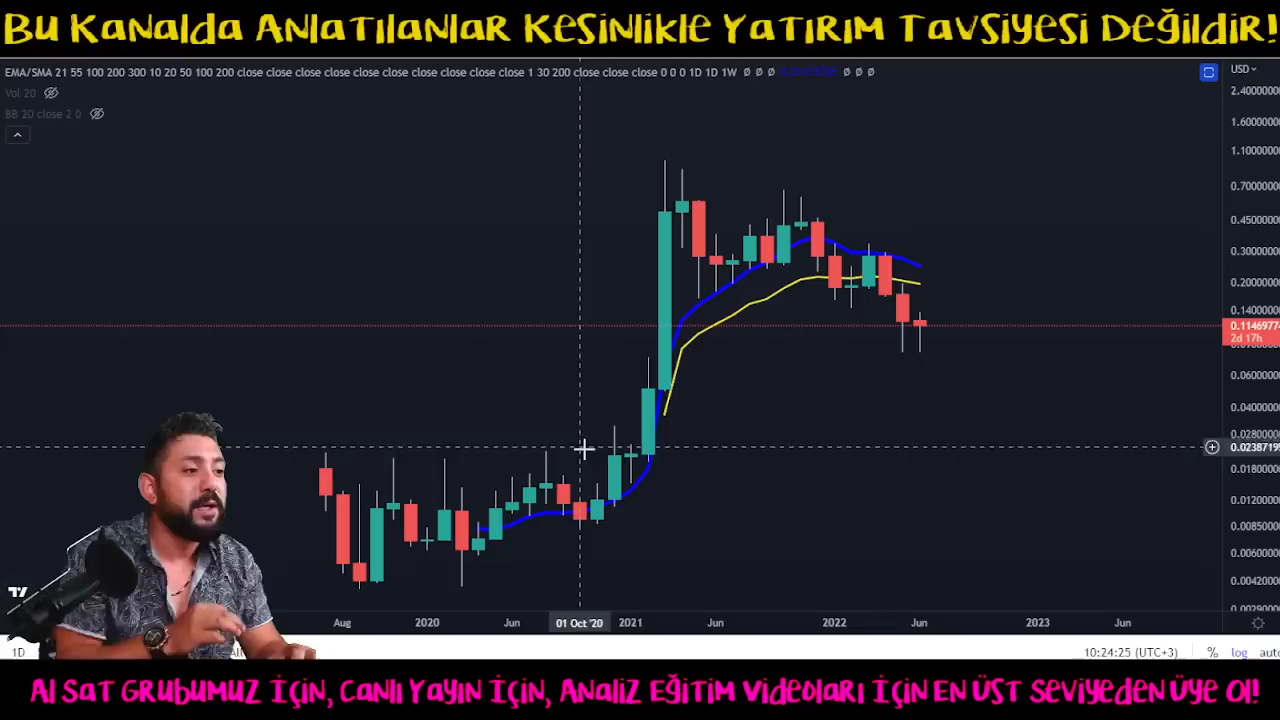 Bu Kanalda Anlatılanlar Kesinlikle Yatırım Tavsiyesi Değildir!
EMA/SMA 21 55 100 200 300 10 20 50 100 200 close close close close close close close close close close 1 30 200 close close close 0 0 0 1D 1D 1W Ø Ø Ø Ø Ø Ø
USD
Vol 20
BB 20 close 2 0
2.4000000
1.6000000
1.1000000
0.7000000
0.4500000
0.3000000
0.2000000
0.1400000
0.1146977
2d 17h
0.0600000
0.0400000
0.0280000
0.0238719
0.0180000
0.0120000
0.0085000
0.0060000
0.0042000
0.0029000
Aug 2020 Jun 01 Oct '20 2021 Jun 2022 Jun 2023 Jun
1D 10:24:25 (UTC+3) % log auto
Al Sat Grubumuz İçin, Canlı Yayın İçin, Analiz Eğitim Videoları İçin En Üst Seviyeden Üye Ol!